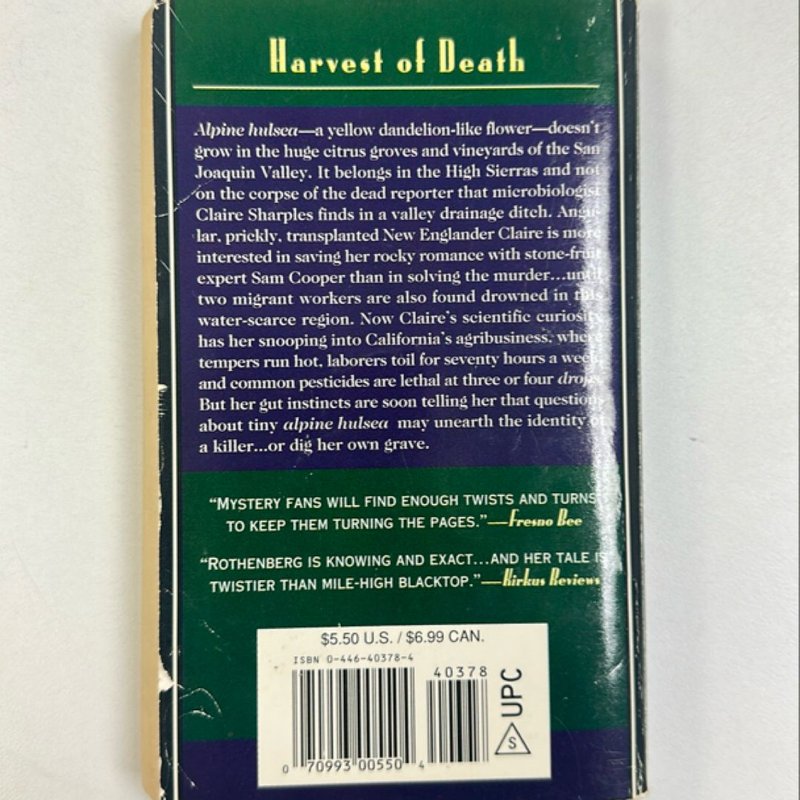 Harvest of Death
Alpine hulsea—a yellow dandelion-like flower—doesn't
grow in the huge citrus groves and vineyards of the San
Joaquin Valley. It belongs in the High Sierras and not
on the corpse of the dead reporter that microbiologist
Claire Sharples finds in a valley drainage ditch. Angu-
lar, prickly, transplanted New Englander Claire is more
interested in saving her rocky romance with stone-fruit
expert Sam Cooper than in solving the murder...until
two migrant workers are also found drowned in this
water-scarce region. Now Claire's scientific curiosity
has her snooping into California's agribusiness, where
tempers run hot, laborers toil for seventy hours a week,
and common pesticides are lethal at three or four drops.
But her gut instincts are soon telling her that questions
about tiny alpine hulsea may unearth the identity of
a killer...or dig her own grave.
"MYSTERY FANS WILL FIND ENOUGH TWISTS AND TURNS
TO KEEP THEM TURNING THE PAGES."—Fresno Bee
"ROTHENBERG IS KNOWING AND EXACT...AND HER TALE IS
TWISTIER THAN MILE-HIGH BLACKTOP."—Kirkus Reviews
$5.50 U.S. / $6.99 CAN.
ISBN 0-446-40378-4
40378
UPC
S
0 70993 00550 4